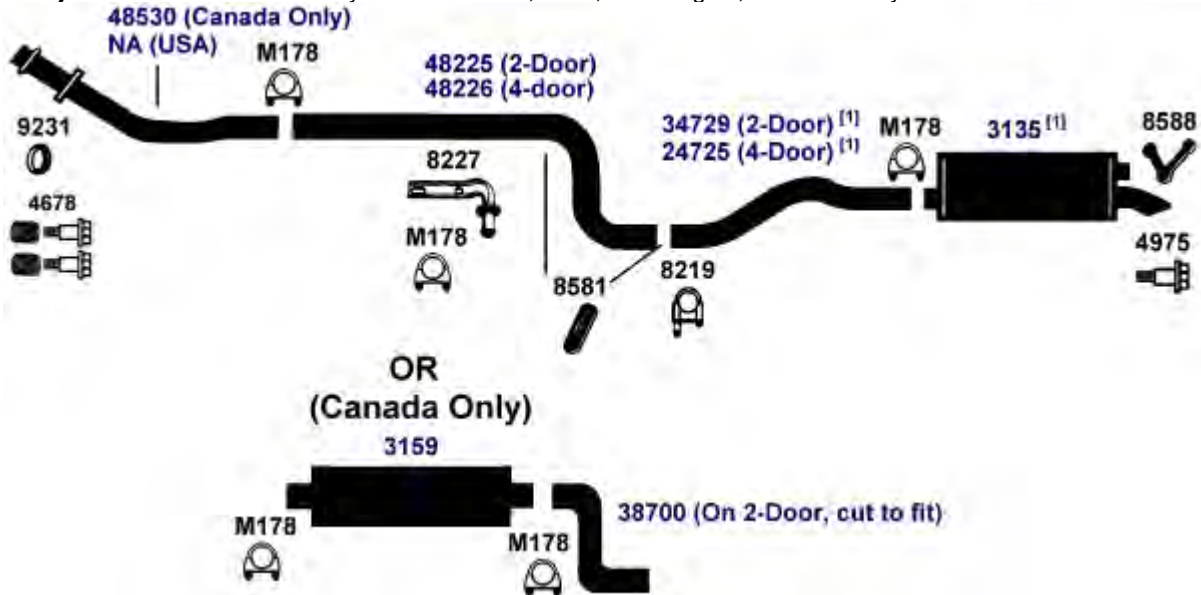 48530 (Canada Only)
NA (USA)
M178
48225 (2-Door)
48226 (4-door)
34729 (2-Door) [1]
24725 (4-Door) [1]
M178
3135 [1]
8588
9231
8227
4678
M178
8581
8219
4975
OR
(Canada Only)
3159
38700 (On 2-Door, cut to fit)
M178
M178